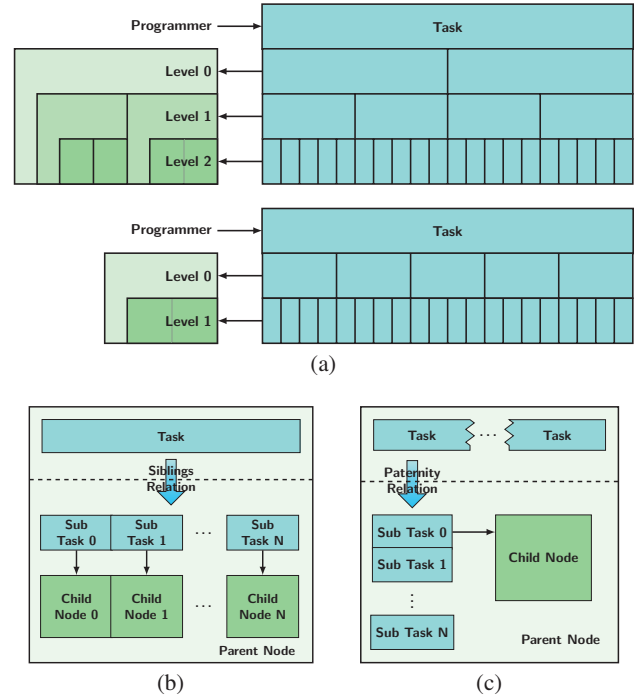 Programmer
Task
Level 0
Level 1
Level 2
Programmer
Task
Level 0
Level 1
(a)
Task
Siblings
Relation
Sub
Task 0
Sub
Task 1
...
Sub
Task N
Child
Node 0
Child
Node 1
...
Child
Node N
Parent Node
(b)
Task
...
Task
Paternity
Relation
Sub Task 0
Sub Task 1
...
Sub Task N
Child Node
Parent Node
(c)